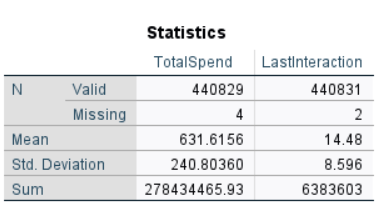 Statistics
TotalSpend LastInteraction
N Valid 440829 440831
Missing 4 2
Mean 631.6156 14.48
Std. Deviation 240.80360 8.596
Sum 278434465.93 6383603